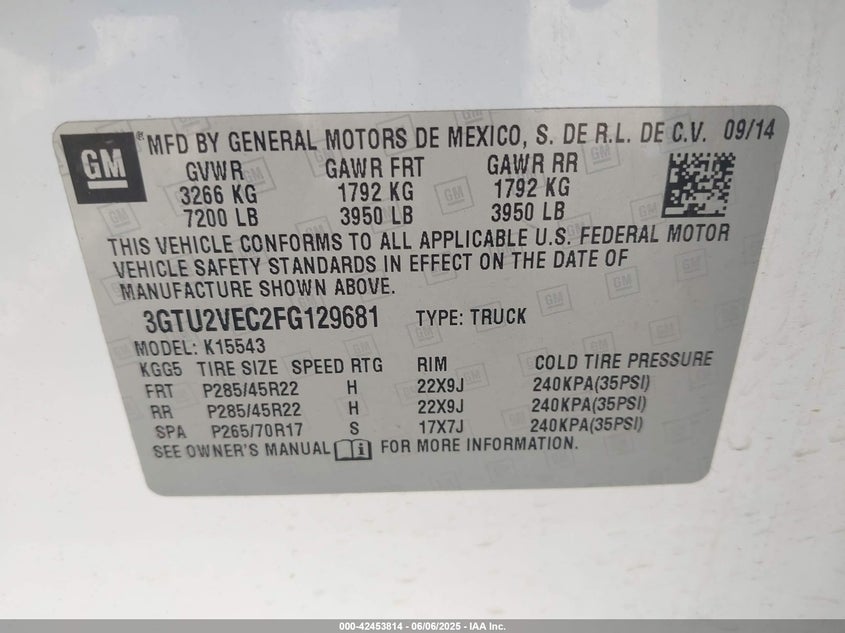 GM
® MFD BY GENERAL MOTORS DE MEXICO, S. DE R.L. DE C.V. 09/14
GVWR GAWR FRT GAWR RR
3266 KG 1792 KG 1792 KG
7200 LB 3950 LB 3950 LB
THIS VEHICLE CONFORMS TO ALL APPLICABLE U.S. FEDERAL MOTOR
VEHICLE SAFETY STANDARDS IN EFFECT ON THE DATE OF
MANUFACTURE SHOWN ABOVE.
3GTU2VEC2FG129681 TYPE: TRUCK
MODEL: K15543
KGG5 TIRE SIZE SPEED RTG RIM COLD TIRE PRESSURE
FRT P285/45R22 H 22X9J 240KPA(35PSI)
RR P285/45R22 H 22X9J 240KPA(35PSI)
SPA P265/70R17 S 17X7J 240KPA(35PSI)
SEE OWNER'S MANUAL FOR MORE INFORMATION.
000-42453814 - 06/06/2025 - IAA Inc.